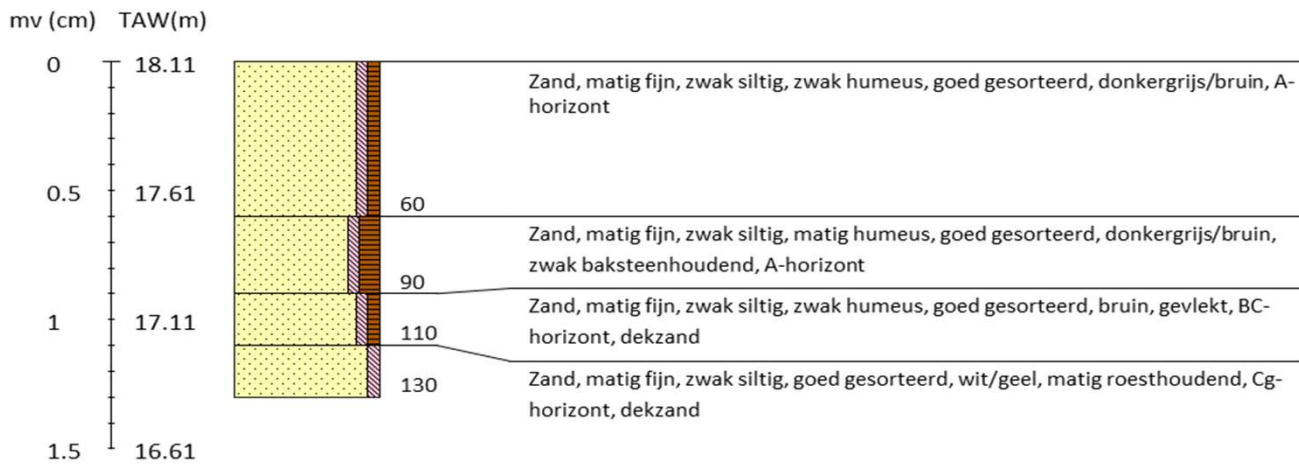 mv (cm) TAW(m)
0 18.11
Zand, matig fijn, zwak siltig, zwak humeus, goed gesorteerd, donkergrijs/bruin, A-
horizont
0.5 17.61
60
Zand, matig fijn, zwak siltig, matig humeus, goed gesorteerd, donkergrijs/bruin,
zwak baksteenhoudend, A-horizont
90
Zand, matig fijn, zwak siltig, zwak humeus, goed gesorteerd, bruin, gevlekt, BC-
horizont, dekzand
1 17.11
110
Zand, matig fijn, zwak siltig, goed gesorteerd, wit/geel, matig roesthoudend, Cg-
horizont, dekzand
130
1.5 16.61